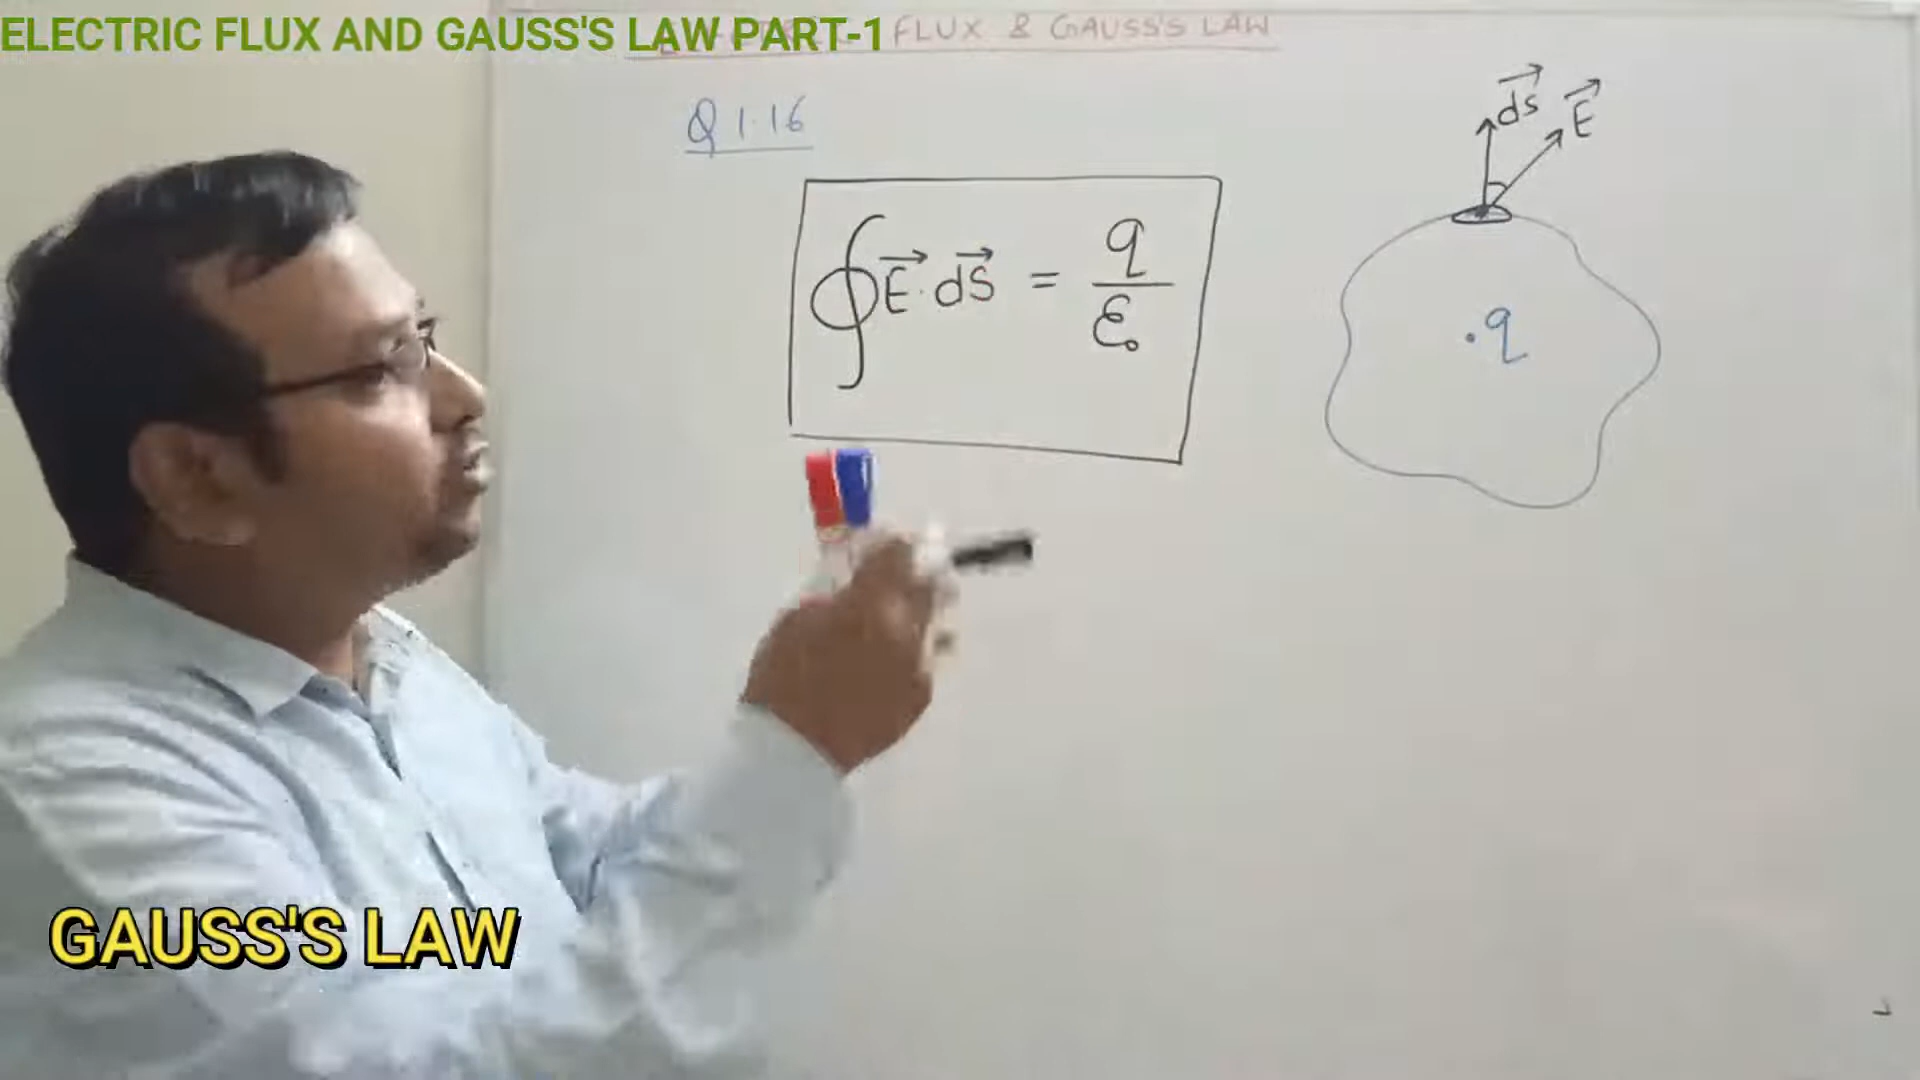 ELECTRIC FLUX AND GAUSS'S LAW PART-1
FLUX & GAUSS'S LAW
Q 1.16
∮E⃗·dS⃗ = q/ε₀
ds⃗
E⃗
.q
GAUSS'S LAW